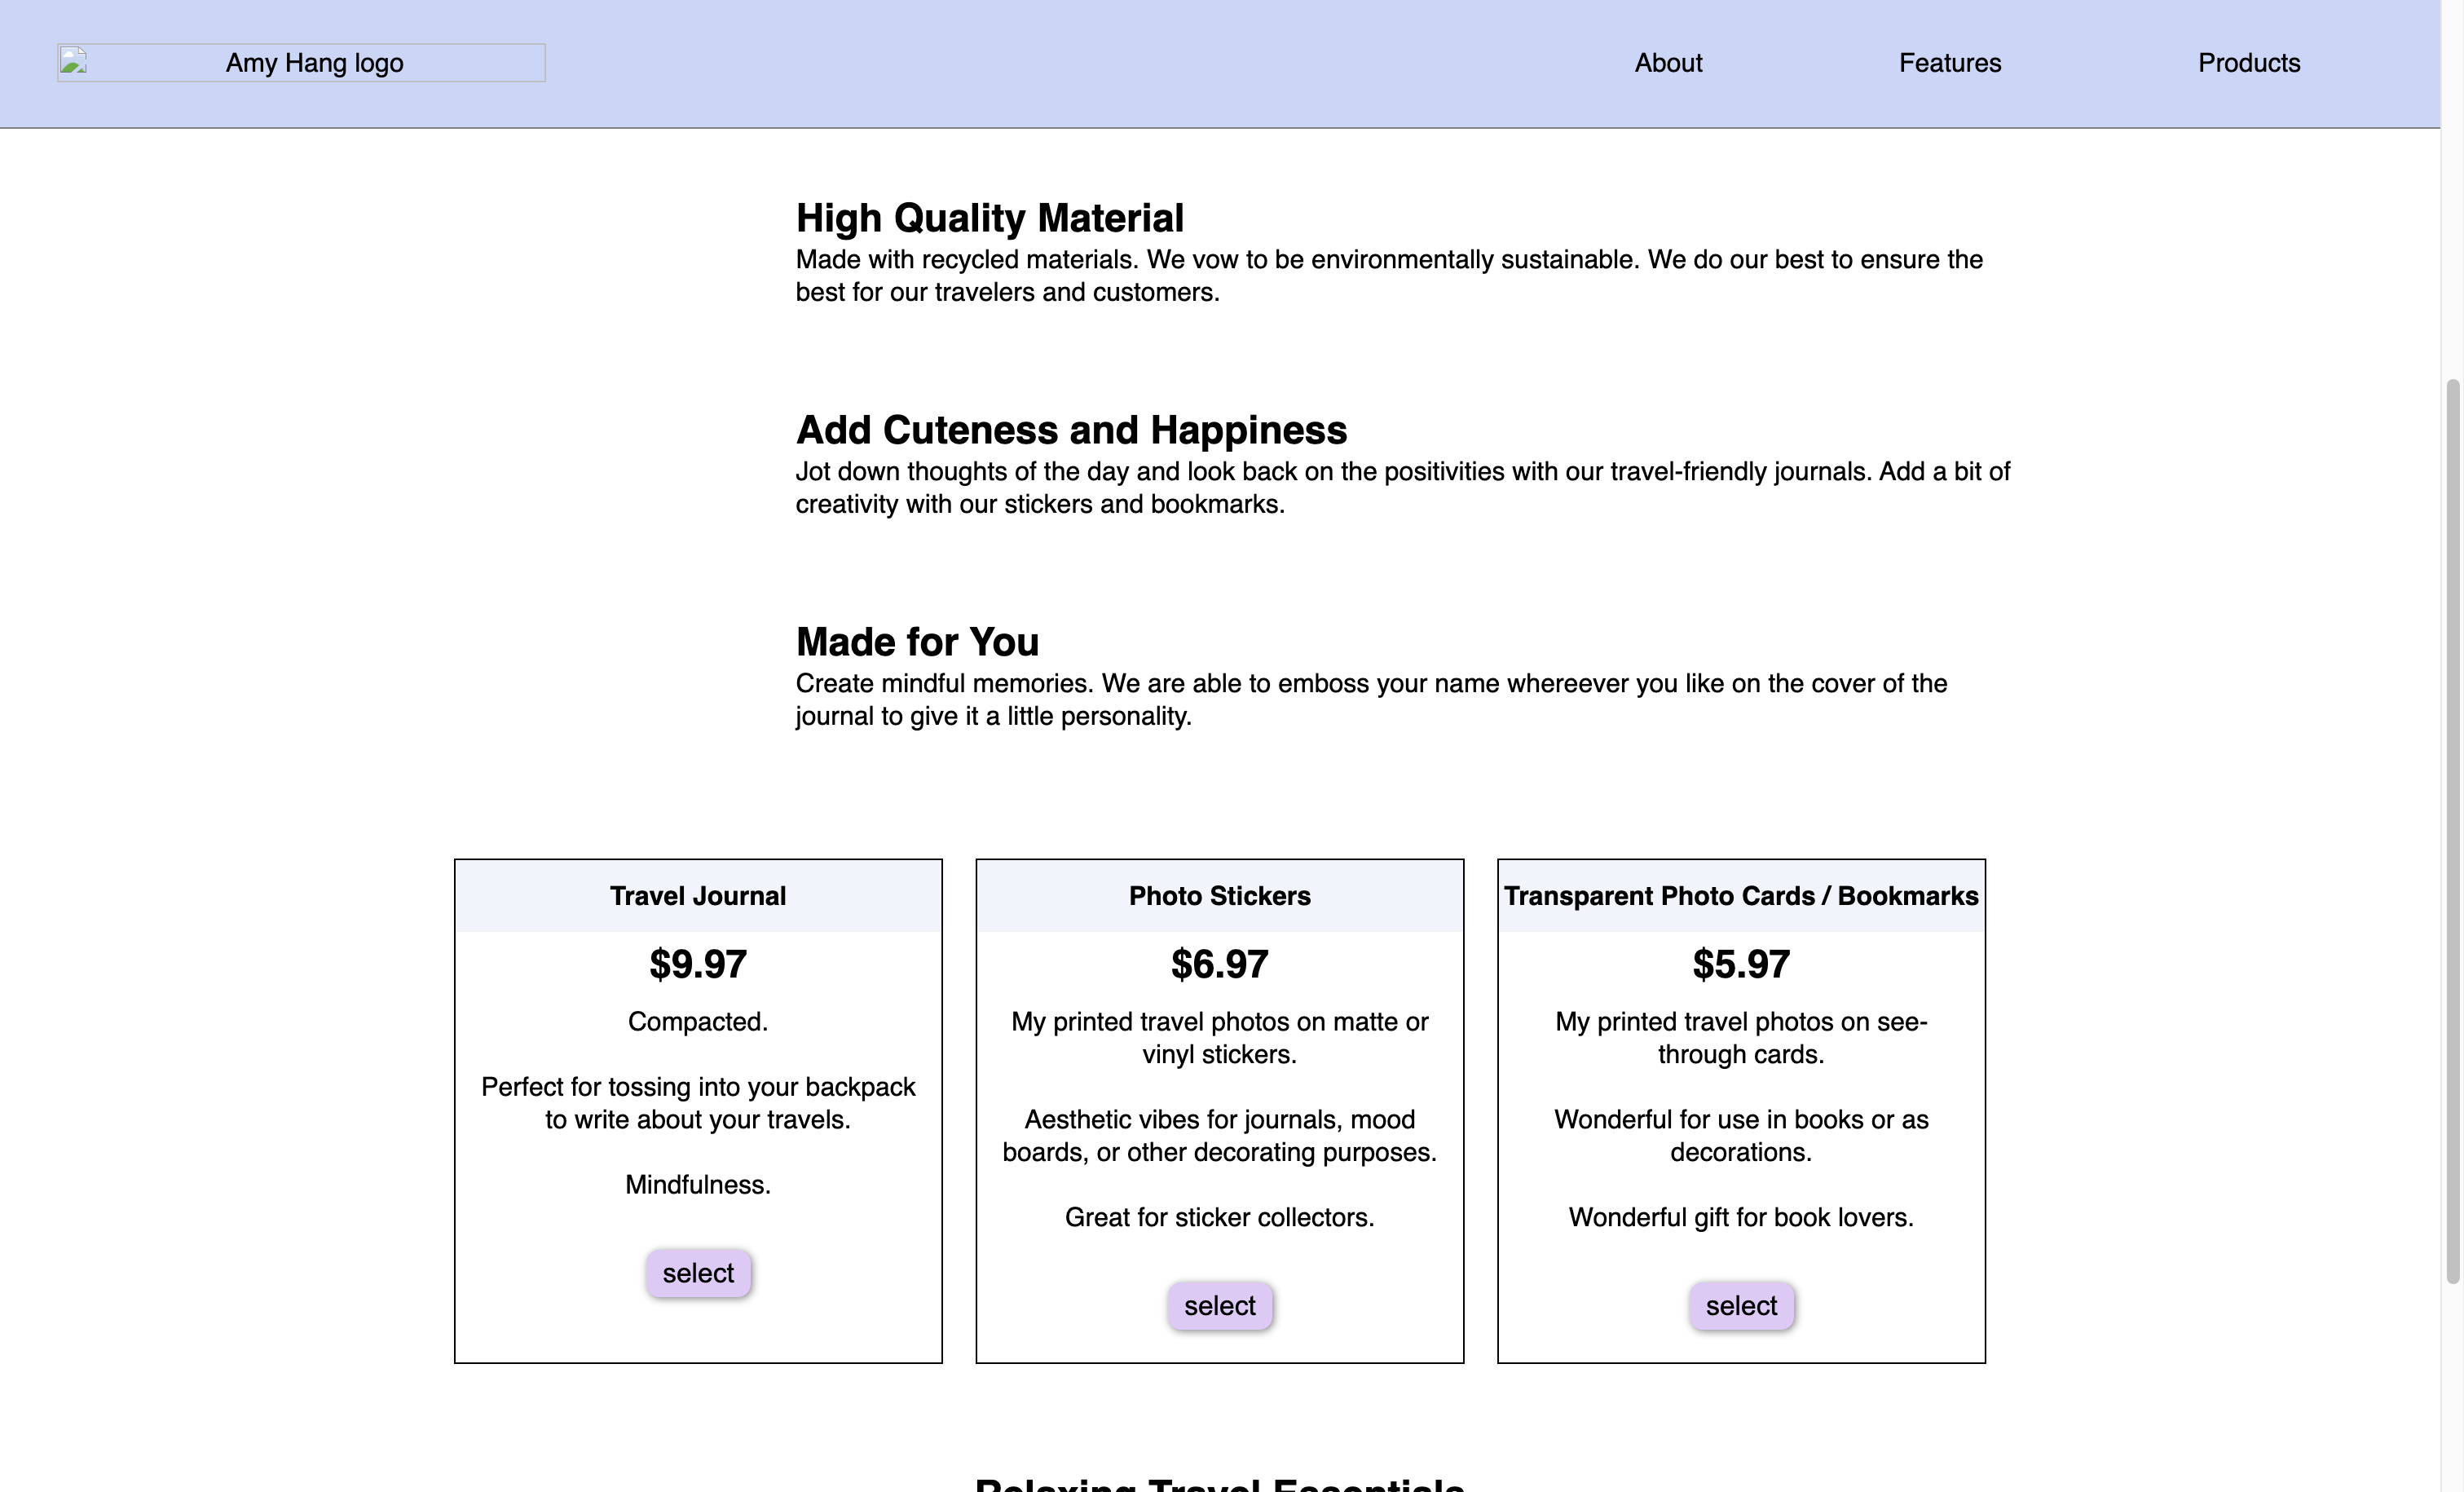 Amy Hang logo
About
Features
Products
High Quality Material
Made with recycled materials. We vow to be environmentally sustainable. We do our best to ensure the
best for our travelers and customers.
Add Cuteness and Happiness
Jot down thoughts of the day and look back on the positivities with our travel-friendly journals. Add a bit of
creativity with our stickers and bookmarks.
Made for You
Create mindful memories. We are able to emboss your name whereever you like on the cover of the
journal to give it a little personality.
Travel Journal
$9.97
Compacted.
Perfect for tossing into your backpack
to write about your travels.
Mindfulness.
select
Photo Stickers
$6.97
My printed travel photos on matte or
vinyl stickers.
Aesthetic vibes for journals, mood
boards, or other decorating purposes.
Great for sticker collectors.
select
Transparent Photo Cards / Bookmarks
$5.97
My printed travel photos on see-
through cards.
Wonderful for use in books or as
decorations.
Wonderful gift for book lovers.
select
Relaxing Travel Essentials